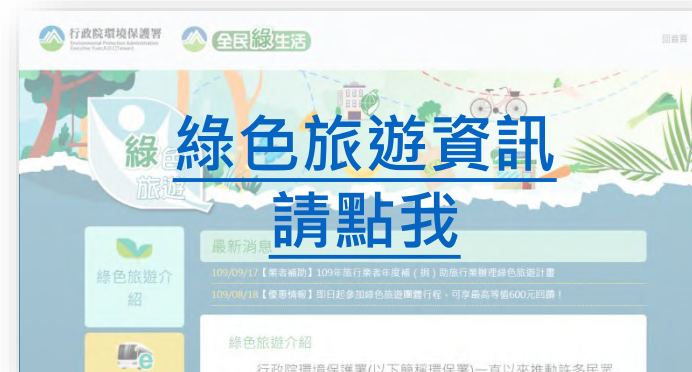 行政院環境保護署
Environmental Protection Administration
Executive Yuan, R.O.C.(Taiwan)
全民綠生活
回首頁
綠色
旅遊
綠色旅遊資訊
請點我
最新消息
109/09/17【業者補助】109年旅行業者年度補(捐)助旅行業辦理綠色旅遊計畫
109/08/18【優惠情報】即日起參加綠色旅遊團體行程,可享最高等值600元回饋!
綠色旅遊介
紹
綠色旅遊介紹
行政院環境保護署(以下簡稱環保署)一直以來推動許多民眾